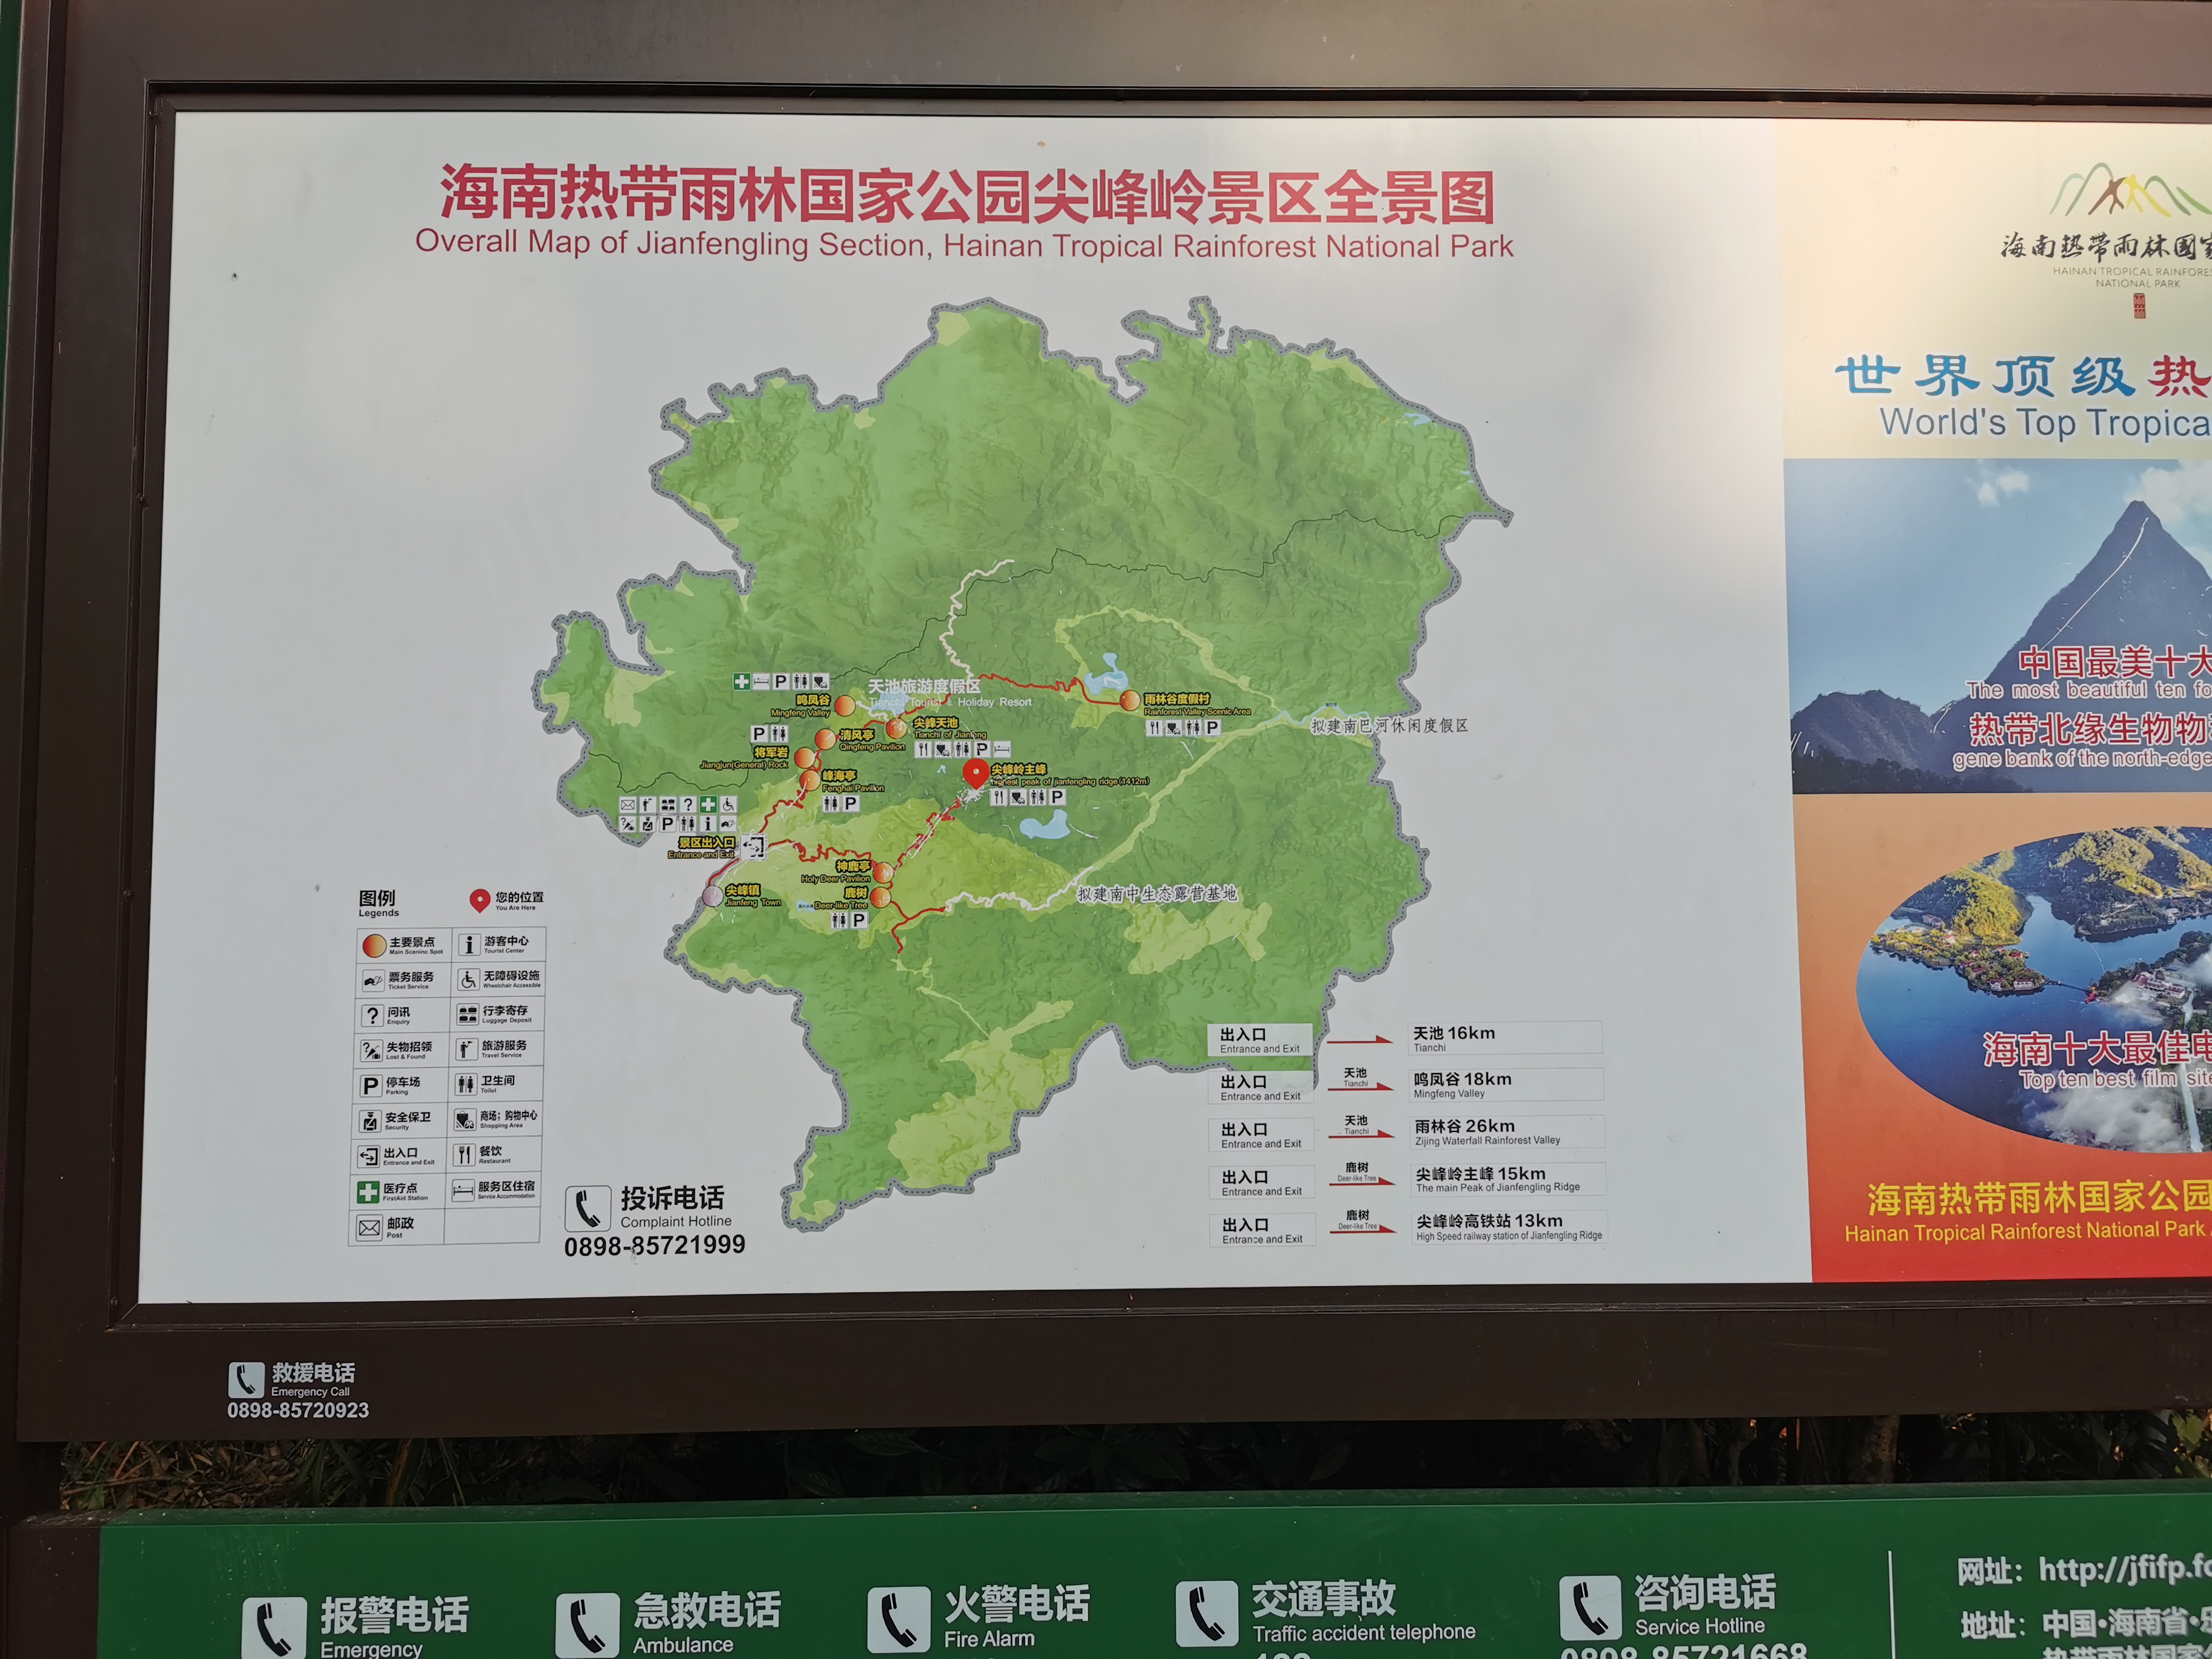 海南热带雨林国家公园尖峰岭景区全景图
Overall Map of Jianfengling Section, Hainan Tropical Rainforest National Park
鸣凤谷
Mingfeng Valley
天池旅游度假区
Tianchi Tourist & Holiday Resort
尖峰天池
清风亭
Qingfeng Pavilion
将军岩
Jiangjun(General) Rock
峰海亭
Fenghai Pavilion
雨林谷度假村
Rainforest Valley Scenic Area
拟建南巴河休闲度假区
尖峰岭主峰
highest peak of jianfengling ridge (1412m)
景区出入口
Entrance and Exit
神鹿亭
Holy Deer Pavilion
鹿树
Deer-like Tree
尖峰镇
Jianfeng Town
拟建南中生态露营基地
图例
Legends
您的位置
You Are Here
主要景点
Main Scening Spot
游客中心
Tourist Center
票务服务
Ticket Service
无障碍设施
Wheelchair Accessible
问讯
Enquiry
行李寄存
Luggage Deposit
失物招领
Lost & Found
旅游服务
Travel Service
停车场
Parking
卫生间
Toilet
安全保卫
Security
商场；购物中心
Shopping Area
出入口
Entrance and Exit
餐饮
Restaurant
医疗点
FirstAid Station
服务区住宿
Service Accommodation
邮政
Post
投诉电话
Complaint Hotline
0898-85721999
出入口
Entrance and Exit
天池 16km
Tianchi
出入口
Entrance and Exit
天池
Tianchi
鸣凤谷 18km
Mingfeng Valley
出入口
Entrance and Exit
天池
Tianchi
雨林谷 26km
Zijing Waterfall Rainforest Valley
出入口
Entrance and Exit
鹿树
Deer-like Tree
尖峰岭主峰 15km
The main Peak of Jianfengling Ridge
出入口
Entrance and Exit
鹿树
Deer-like Tree
尖峰岭高铁站 13km
High Speed railway station of Jianfengling Ridge
海南热带雨林國
HAINAN TROPICAL RAINFORES
NATIONAL PARK
世界顶级热
World's Top Tropica
中国最美十大
The most beautiful ten fo
热带北缘生物物
gene bank of the north-edge
海南十大最佳电
Top ten best film site
海南热带雨林国家公园
Hainan Tropical Rainforest National Park
救援电话
Emergency Call
0898-85720923
报警电话
Emergency
急救电话
Ambulance
火警电话
Fire Alarm
交通事故
Traffic accident telephone
咨询电话
Service Hotline
0898-85721668
网址：http://jfifp.fo
地址：中国·海南省·乐
热带雨林国家公